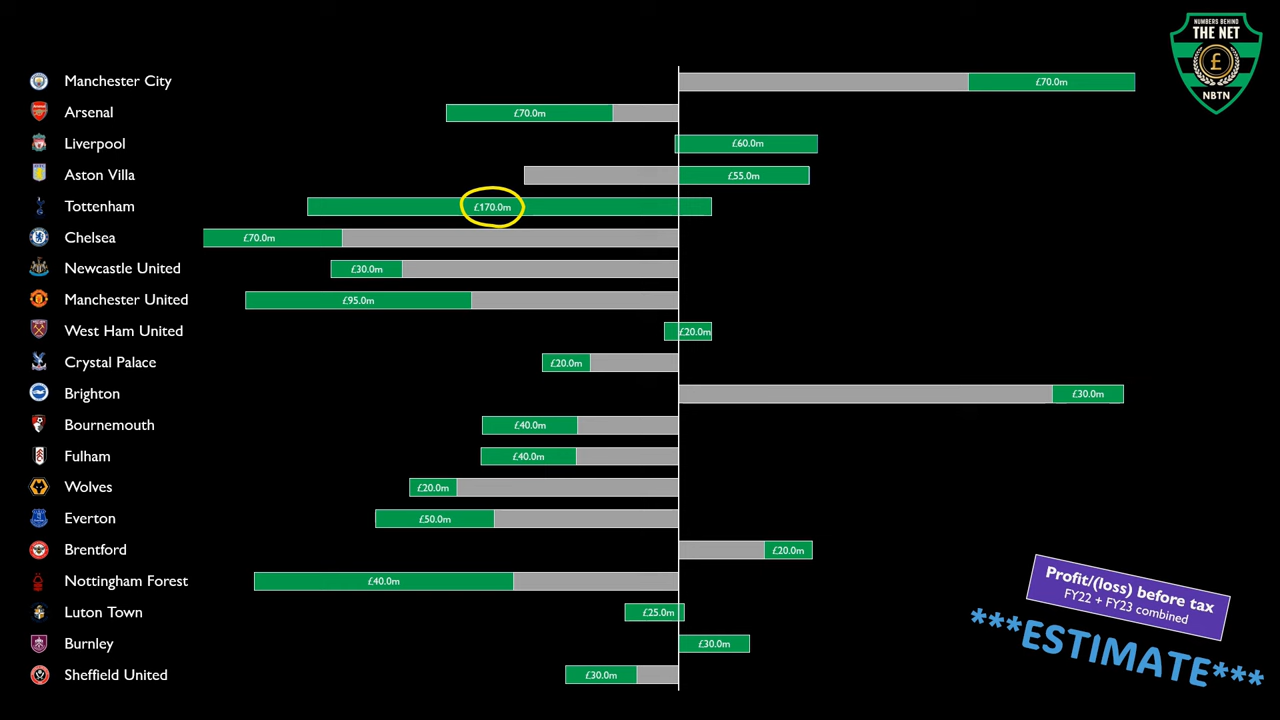 NUMBERS BEHIND
THE NET
£
NBTN
Manchester City £70.0m
Arsenal £70.0m
Liverpool £60.0m
Aston Villa £55.0m
Tottenham £170.0m
Chelsea £70.0m
Newcastle United £30.0m
Manchester United £95.0m
West Ham United £20.0m
Crystal Palace £20.0m
Brighton £30.0m
Bournemouth £40.0m
Fulham £40.0m
Wolves £20.0m
Everton £50.0m
Brentford £20.0m
Nottingham Forest £40.0m
Luton Town £25.0m
Burnley £30.0m
Sheffield United £30.0m
Profit/(loss) before tax
FY22 + FY23 combined
***ESTIMATE***